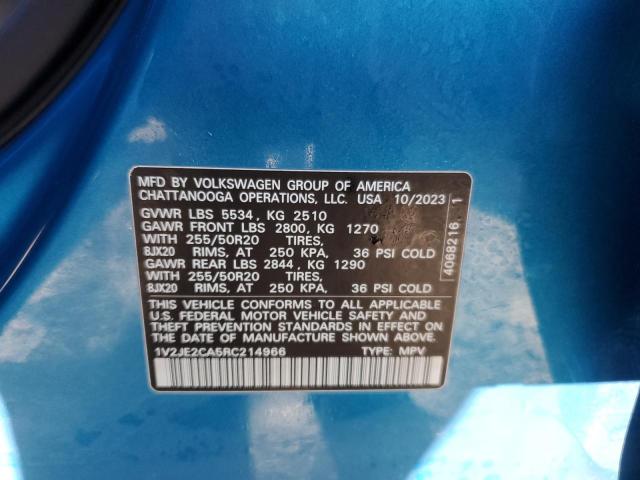 MFD BY VOLKSWAGEN GROUP OF AMERICA
CHATTANOOGA OPERATIONS, LLC. USA 10/2023
GVWR LBS 5534, KG 2510
GAWR FRONT LBS 2800, KG 1270
WITH 255/50R20 TIRES,
8JX20 RIMS, AT 250 KPA, 36 PSI COLD
GAWR REAR LBS 2844, KG 1290
WITH 255/50R20 TIRES,
8JX20 RIMS, AT 250 KPA, 36 PSI COLD
THIS VEHICLE CONFORMS TO ALL APPLICABLE
U.S. FEDERAL MOTOR VEHICLE SAFETY AND
THEFT PREVENTION STANDARDS IN EFFECT ON
THE DATE OF MANUFACTURE SHOWN ABOVE.
1V2JE2CA5RC214966 TYPE: MPV
4068216 1